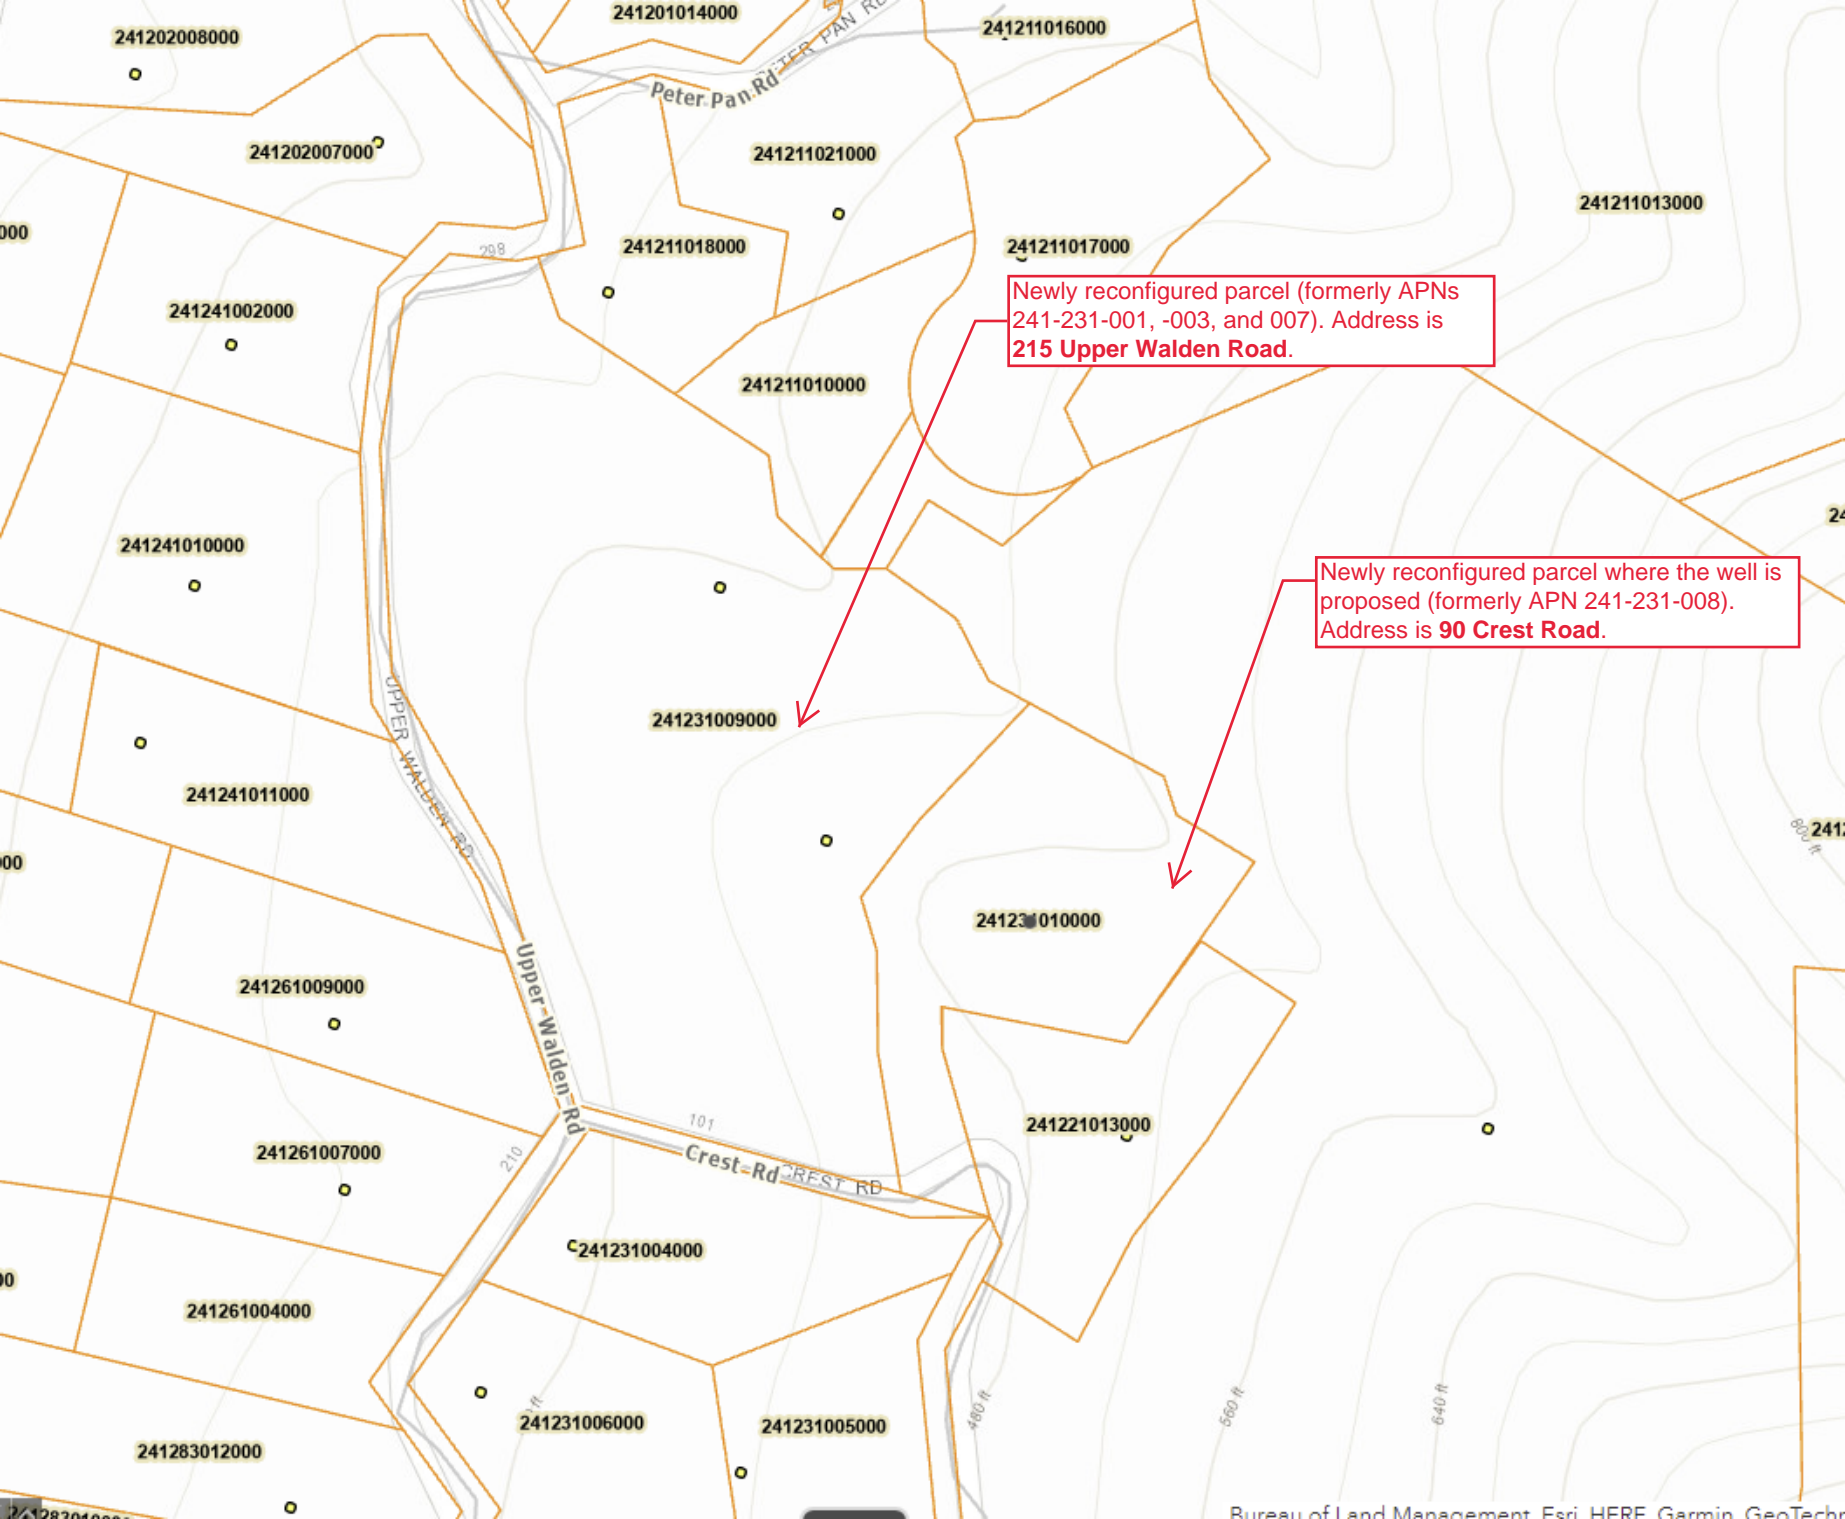 241201014000
241202008000
241211016000
PETER PAN RD
Peter Pan Rd
241202007000
241211021000
241211013000
000
241211018000
241211017000
298
241241002000
Newly reconfigured parcel (formerly APNs
241-231-001, -003, and 007). Address is
215 Upper Walden Road.
241211010000
241241010000
Newly reconfigured parcel where the well is
proposed (formerly APN 241-231-008).
Address is 90 Crest Road.
UPPER WALDEN RD
241231009000
241241011000
800 ft
241231010000
241261009000
Upper Walden Rd
101
241221013000
210
241261007000
Crest Rd
CREST RD
241231004000
241261004000
480 ft
560 ft
640 ft
241231006000
241231005000
241283012000
Bureau of Land Management, Esri, HERE, Garmin, GeoTech